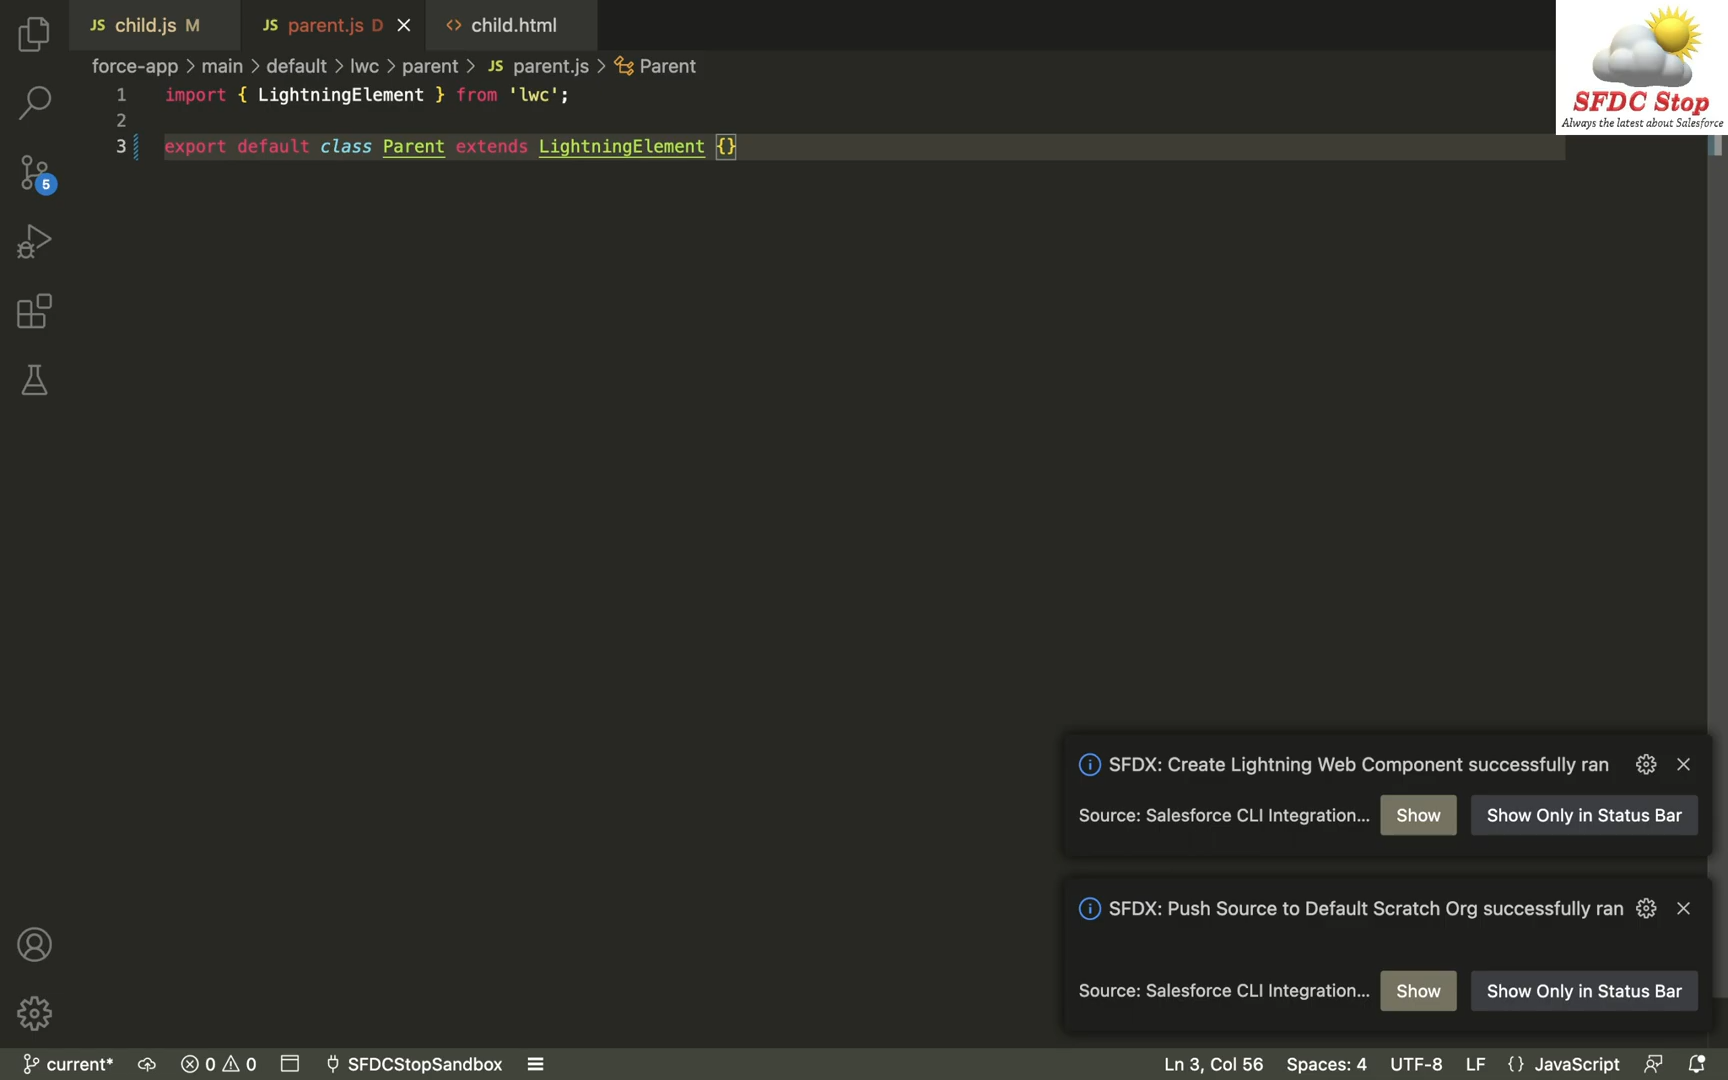 JS child.js M
JS parent.js D
<> child.html
SFDC Stop
Always the latest about Salesforce
force-app > main > default > lwc > parent > JS parent.js > Parent
1 import { LightningElement } from 'lwc';
2
3 export default class Parent extends LightningElement {}
5
SFDX: Create Lightning Web Component successfully ran
Source: Salesforce CLI Integration... Show Show Only in Status Bar
SFDX: Push Source to Default Scratch Org successfully ran
Source: Salesforce CLI Integration... Show Show Only in Status Bar
current* 0 0 SFDCStopSandbox Ln 3, Col 56 Spaces: 4 UTF-8 LF {} JavaScript